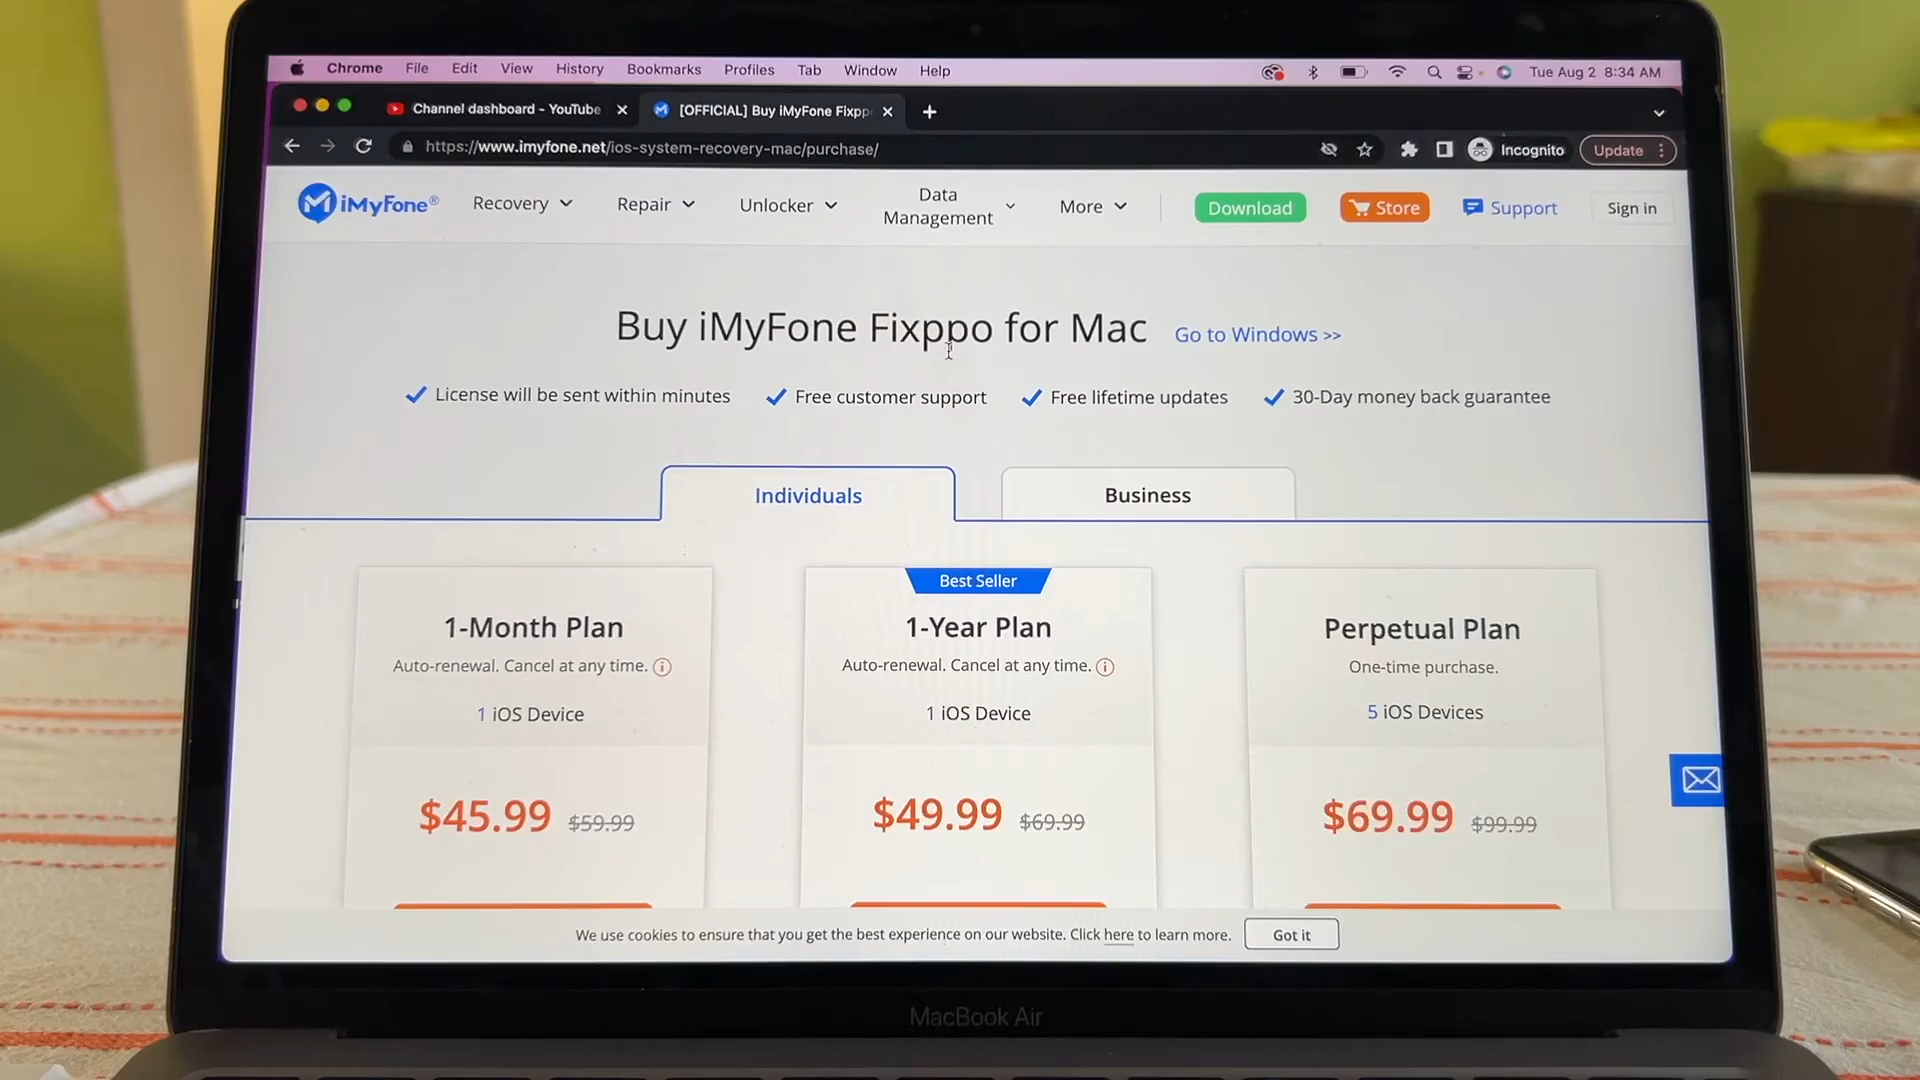 Chrome File Edit View History Bookmarks Profiles Tab Window Help Tue Aug 2 8:34 AM
Channel dashboard - YouTube [OFFICIAL] Buy iMyFone Fixpp
https://www.imyfone.net/ios-system-recovery-mac/purchase/ Incognito Update
iMyFone® Recovery Repair Unlocker Data Management More Download Store Support Sign in
Buy iMyFone Fixppo for Mac Go to Windows >>
License will be sent within minutes Free customer support Free lifetime updates 30-Day money back guarantee
Individuals Business
Best Seller
1-Month Plan 1-Year Plan Perpetual Plan
Auto-renewal. Cancel at any time. Auto-renewal. Cancel at any time. One-time purchase.
1 iOS Device 1 iOS Device 5 iOS Devices
$45.99 $59.99 $49.99 $69.99 $69.99 $99.99
We use cookies to ensure that you get the best experience on our website. Click here to learn more. Got it
MacBook Air